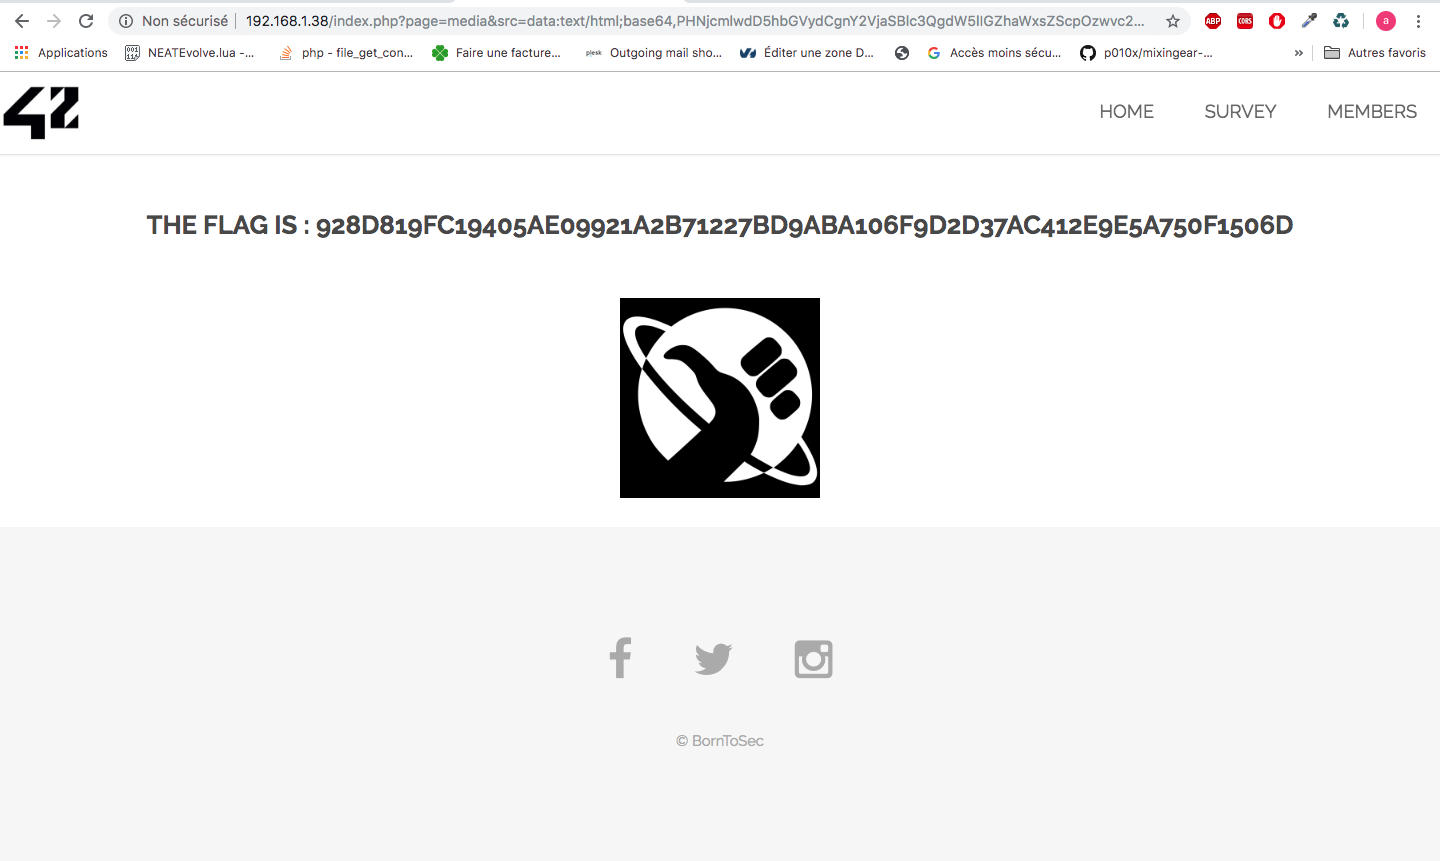 Non sécurisé 192.168.1.38/index.php?page=media&src=data:text/html;base64,PHNjcmlwdD5hbGVydCgnY2VjaSBlc3QgdW5lIGZhaWxsZScpOzwvc2...
ABP CORS a
Applications NEATEvolve.lua -... php - file_get_con... Faire une facture... plesk Outgoing mail sho... Éditer une zone D... Accès moins sécu... p010x/mixingear-... » Autres favoris
42 HOME SURVEY MEMBERS
THE FLAG IS : 928D819FC19405AE09921A2B71227BD9ABA106F9D2D37AC412E9E5A750F1506D
© BornToSec